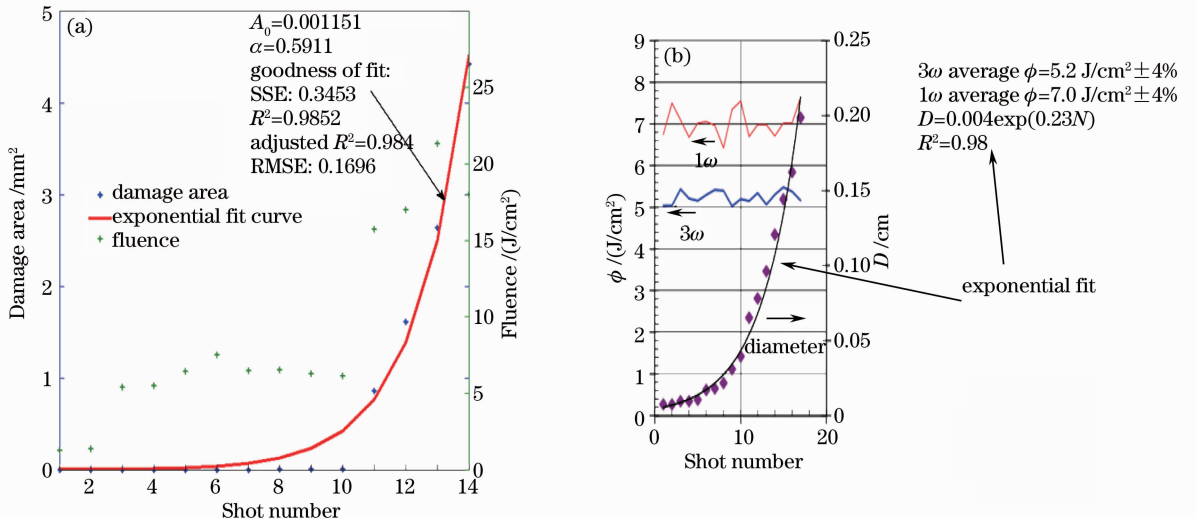 (a)
A₀=0.001151
α=0.5911
goodness of fit:
SSE: 0.3453
R²=0.9852
adjusted R²=0.984
RMSE: 0.1696
damage area
exponential fit curve
fluence
Damage area /mm²
5
4
3
2
1
0
Fluence /(J/cm²)
25
20
15
10
5
0
2 4 6 8 10 12 14
Shot number
(b)
ϕ /(J/cm²)
9
8
7
6
5
4
3
2
1
0
1ω
3ω
diameter
D /cm
0.25
0.20
0.15
0.10
0.05
0
0 10 20
Shot number
3ω average ϕ=5.2 J/cm²±4%
1ω average ϕ=7.0 J/cm²±4%
D=0.004exp(0.23N)
R²=0.98
exponential fit